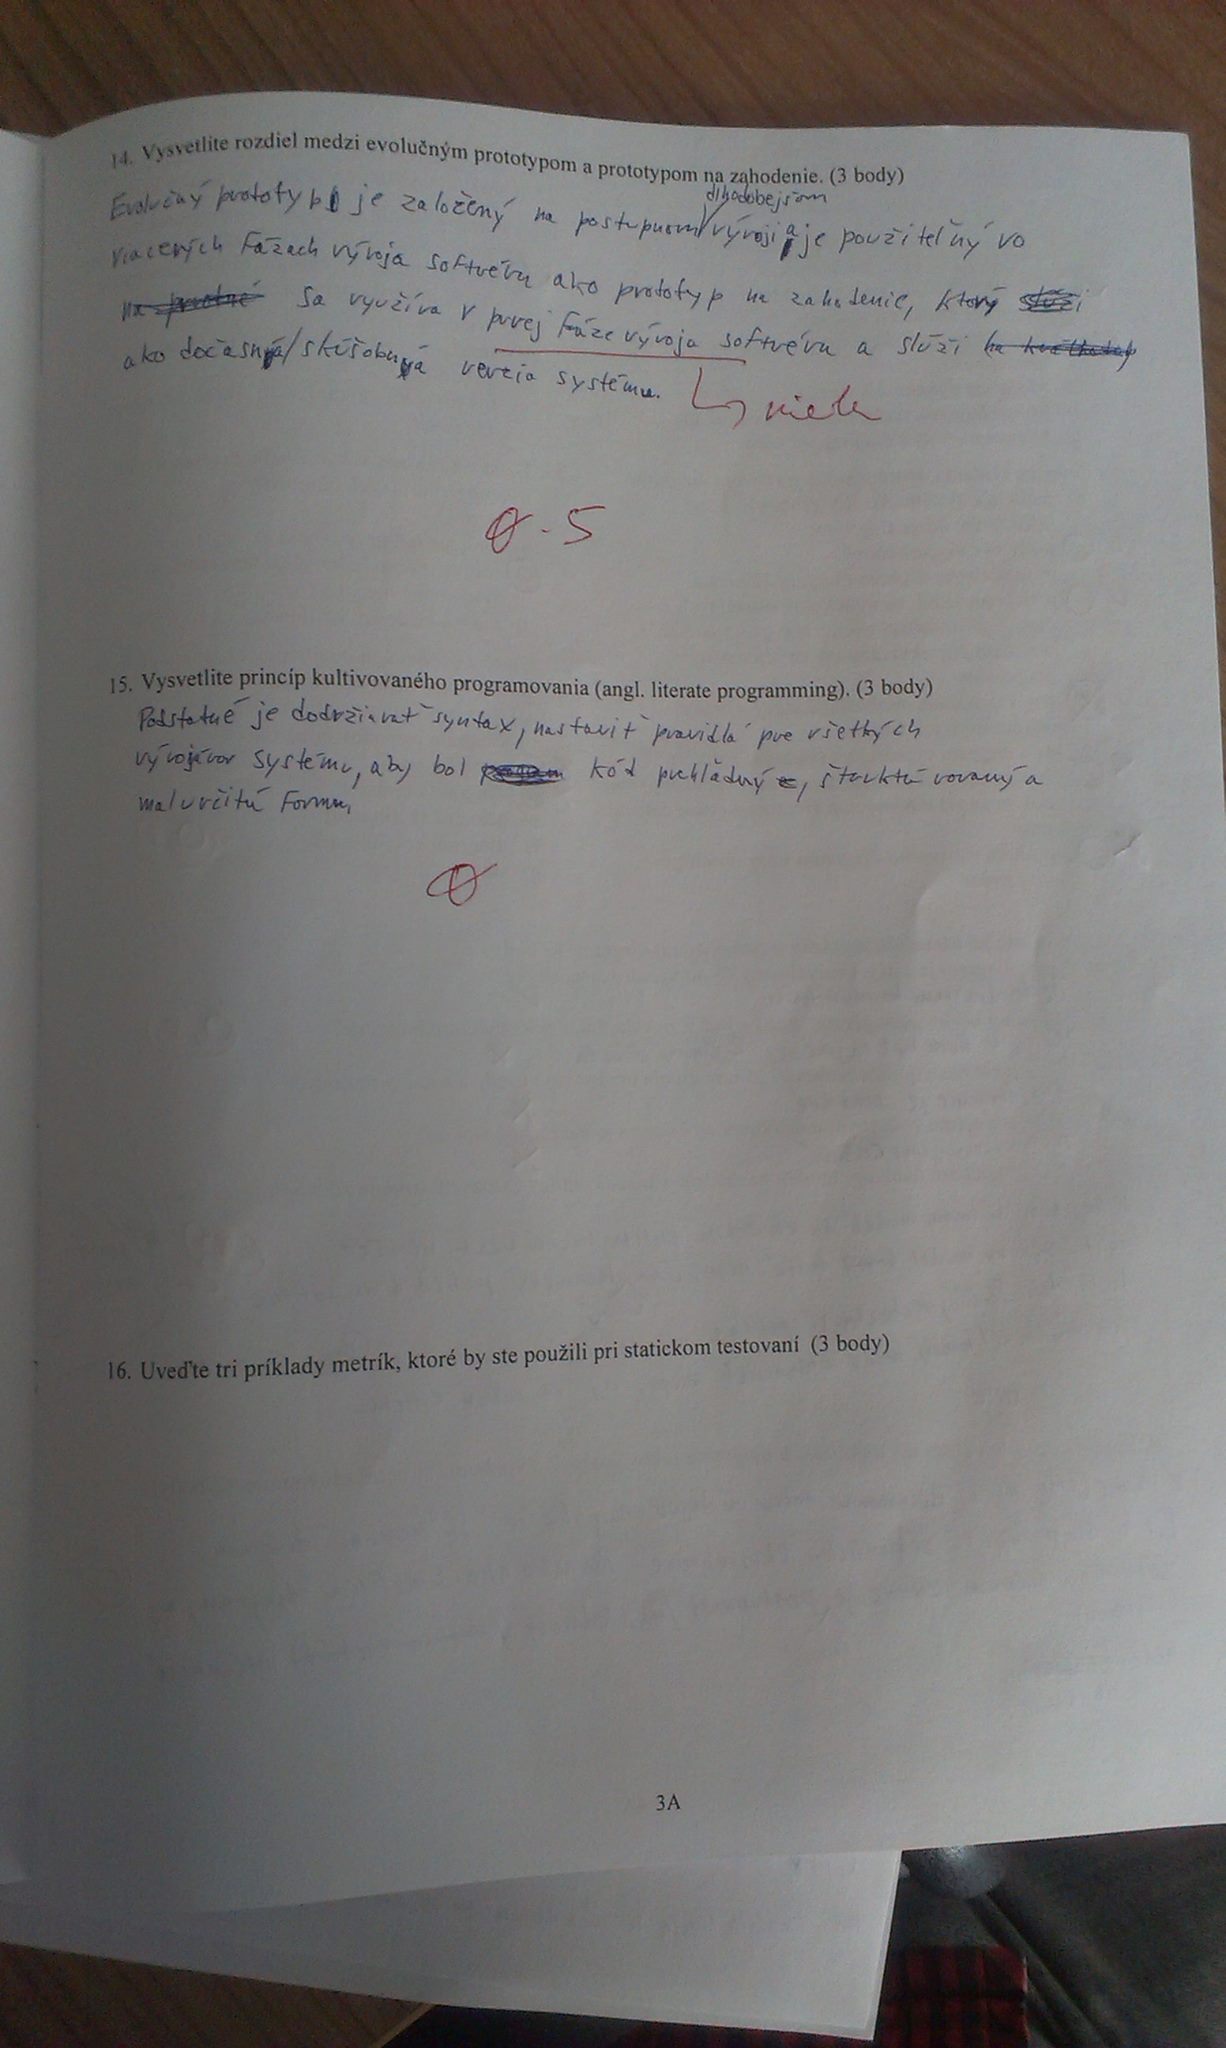 14. Vysvetlite rozdiel medzi evolučným prototypom a prototypom na zahodenie. (3 body)
dlhodobejšom
Evolučný prototyp je založený na postupnom vývoji a je použiteľný vo
viacerých fázach vývoja softvéru ako prototyp na zahodenie, ktorý
sa využíva v prvej fáze vývoja softvéru a slúži
ako dočasná/skúšobná verzia systému.
0.5
15. Vysvetlite princíp kultivovaného programovania (angl. literate programming). (3 body)
Podstatné je dodržiavať syntax, nastaviť pravidlá pre všetkých
vývojárov systému, aby bol kód prehľadný, štruktúrovaný a
mal určitú formu.
0
16. Uveďte tri príklady metrík, ktoré by ste použili pri statickom testovaní (3 body)
3A